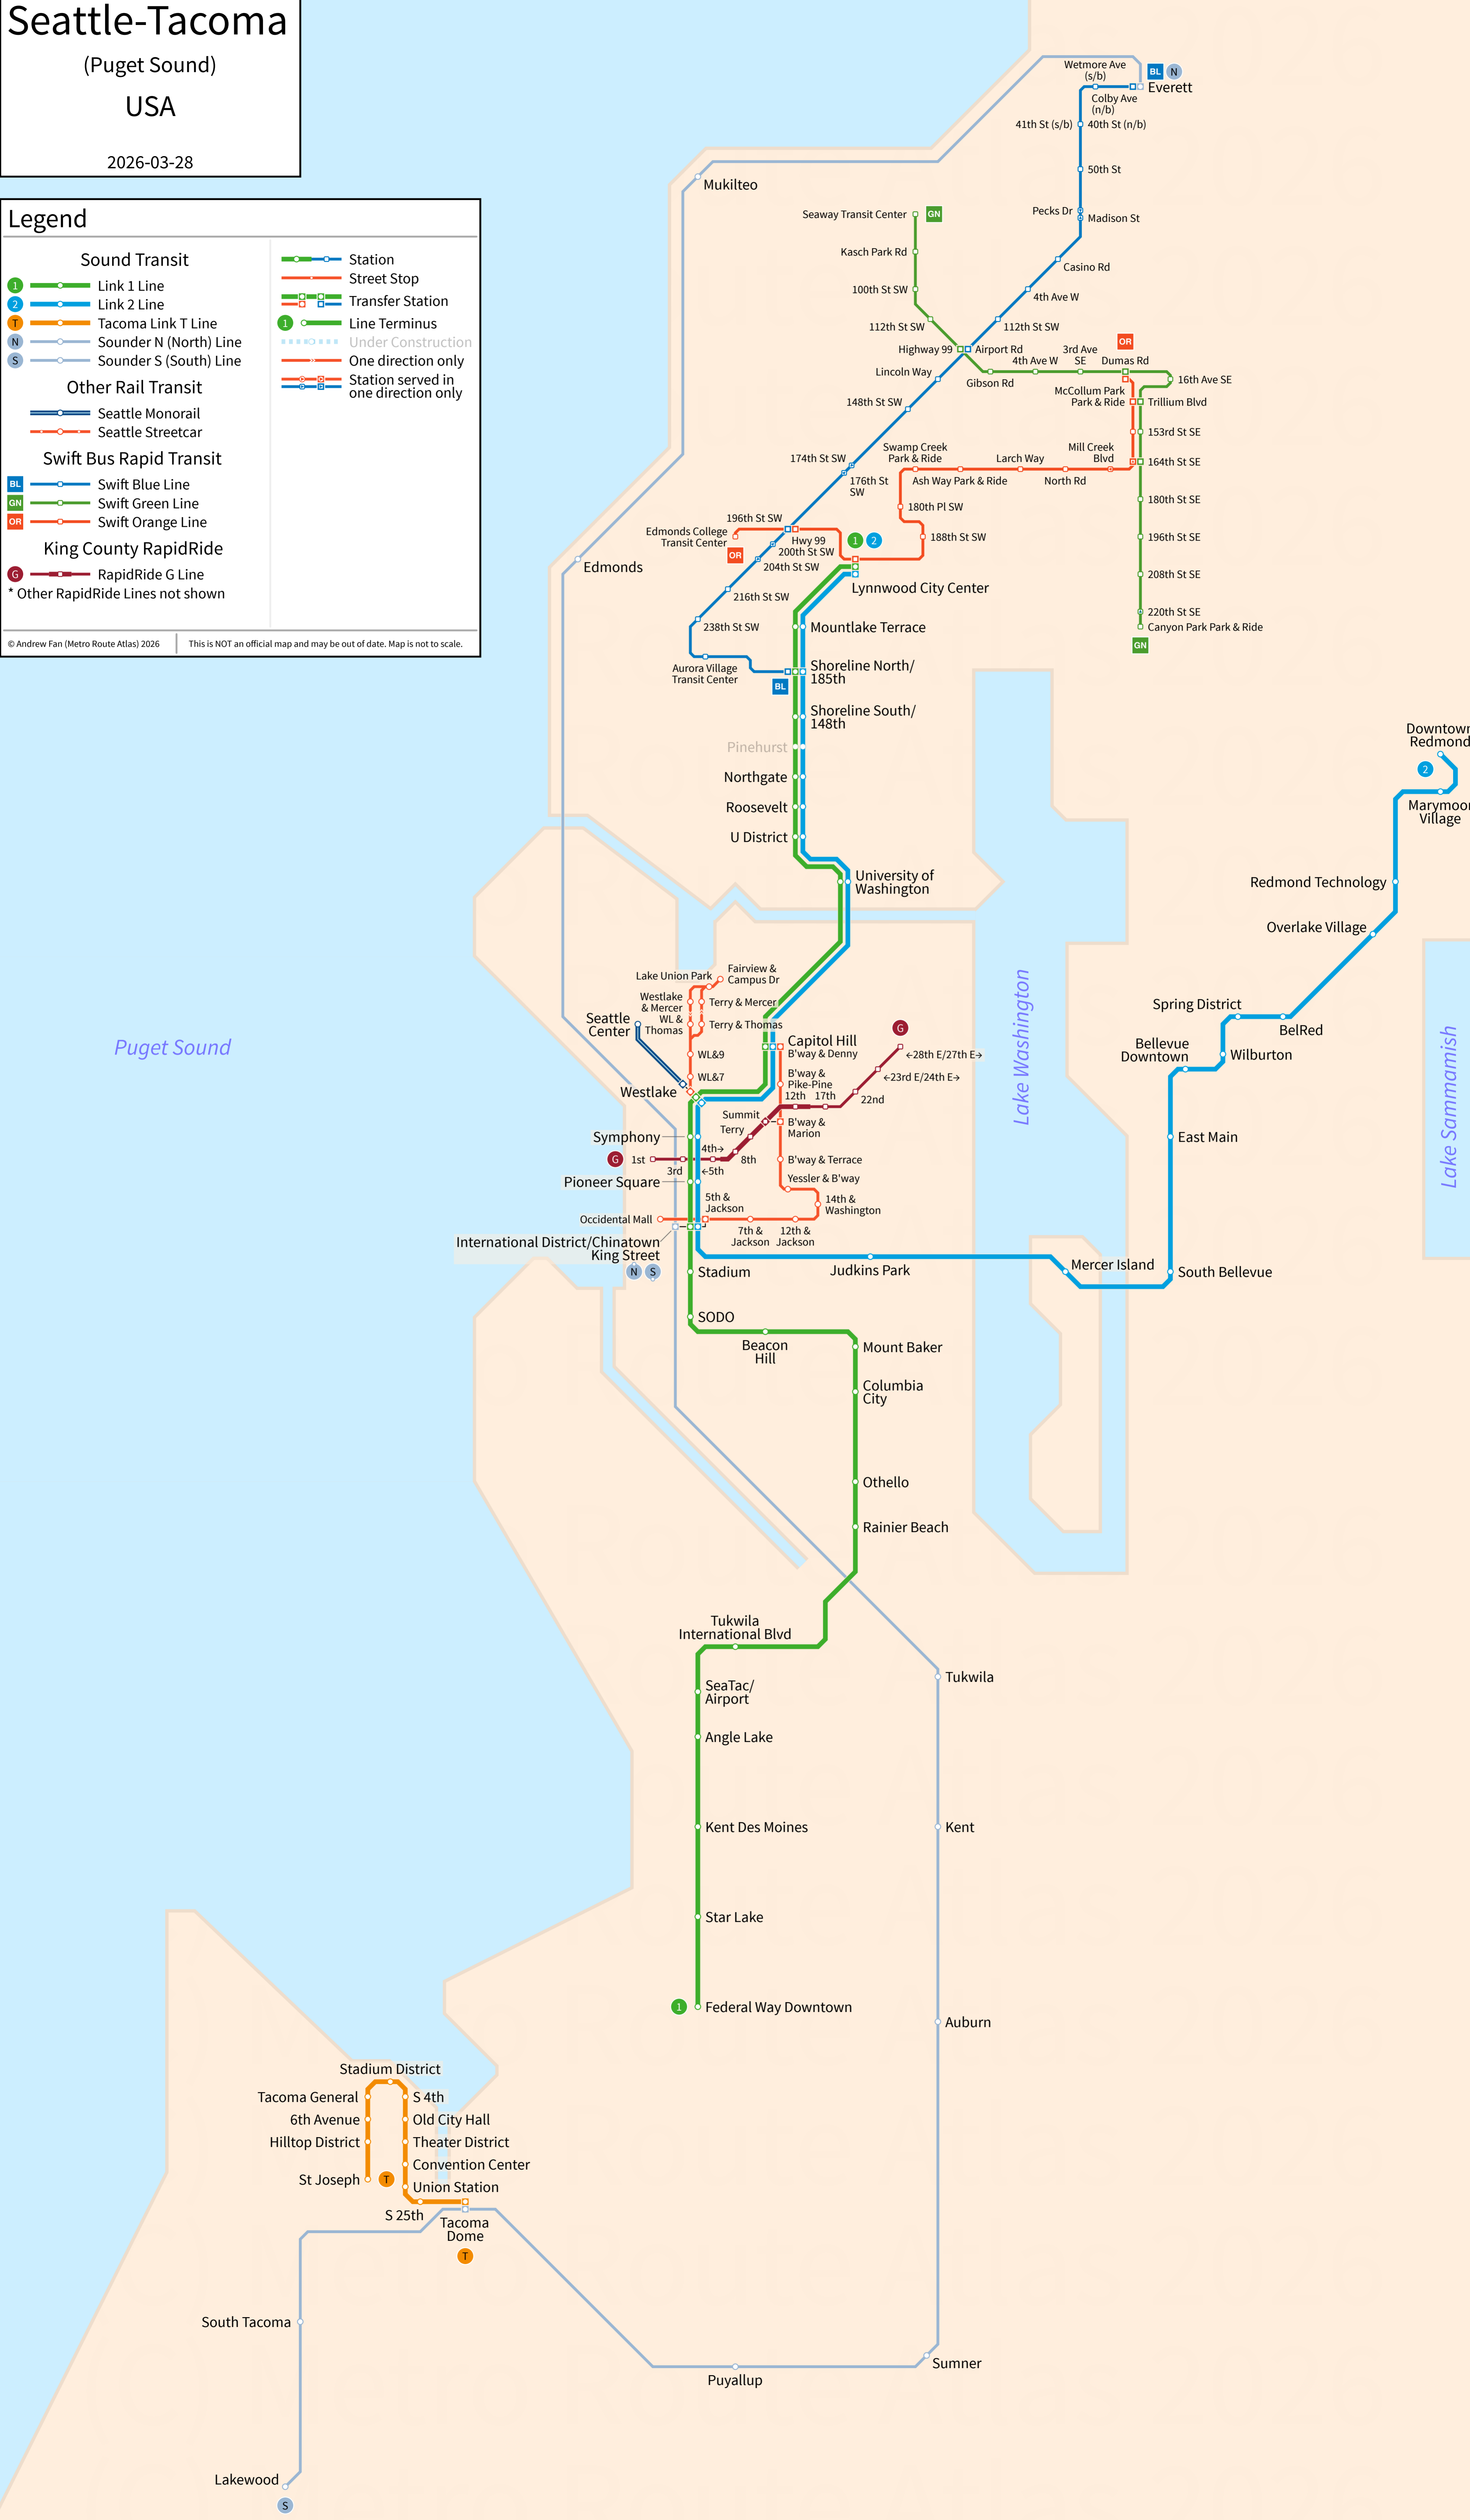 Seattle-Tacoma
(Puget Sound)
USA
2026-03-28
Legend
Sound Transit
1 Link 1 Line
2 Link 2 Line
T Tacoma Link T Line
N Sounder N (North) Line
S Sounder S (South) Line
Other Rail Transit
Seattle Monorail
Seattle Streetcar
Swift Bus Rapid Transit
BL Swift Blue Line
GN Swift Green Line
OR Swift Orange Line
King County RapidRide
G RapidRide G Line
* Other RapidRide Lines not shown
Station
Street Stop
Transfer Station
1 Line Terminus
Under Construction
One direction only
Station served in
one direction only
© Andrew Fan (Metro Route Atlas) 2026
This is NOT an official map and may be out of date. Map is not to scale.
Wetmore Ave
(s/b)
BL N
Everett
Colby Ave
(n/b)
41th St (s/b)
40th St (n/b)
50th St
Mukilteo
Pecks Dr
Madison St
Seaway Transit Center
GN
Kasch Park Rd
Casino Rd
100th St SW
4th Ave W
112th St SW
112th St SW
OR
Highway 99
Airport Rd
4th Ave W
3rd Ave
SE
Dumas Rd
Lincoln Way
Gibson Rd
16th Ave SE
McCollum Park
Park & Ride
Trillium Blvd
148th St SW
153rd St SE
174th St SW
176th St
SW
Swamp Creek
Park & Ride
Larch Way
Mill Creek
Blvd
164th St SE
Ash Way Park & Ride
North Rd
180th Pl SW
180th St SE
196th St SW
Edmonds College
Transit Center
OR
Hwy 99
200th St SW
204th St SW
1 2
188th St SW
196th St SE
Edmonds
Lynnwood City Center
208th St SE
216th St SW
220th St SE
238th St SW
Mountlake Terrace
Canyon Park Park & Ride
GN
Aurora Village
Transit Center
BL
Shoreline North/
185th
Shoreline South/
148th
Pinehurst
Northgate
Roosevelt
U District
University of
Washington
Downtown
Redmond
2
Marymoor
Village
Redmond Technology
Overlake Village
Spring District
BelRed
Bellevue
Downtown
Wilburton
East Main
South Bellevue
Mercer Island
Judkins Park
Lake Washington
Lake Sammamish
Puget Sound
Lake Union Park
Fairview &
Campus Dr
Westlake
& Mercer
Terry & Mercer
WL &
Thomas
Terry & Thomas
Seattle
Center
WL&9
WL&7
Westlake
Capitol Hill
B'way & Denny
B'way &
Pike-Pine
12th
17th
G
←28th E/27th E→
←23rd E/24th E→
22nd
Summit
Terry
B'way &
Marion
Symphony
4th→
8th
G
1st
3rd
←5th
B'way & Terrace
Pioneer Square
Yessler & B'way
5th &
Jackson
14th &
Washington
Occidental Mall
7th &
Jackson
12th &
Jackson
International District/Chinatown
King Street
N S
Stadium
SODO
Beacon
Hill
Mount Baker
Columbia
City
Othello
Rainier Beach
Tukwila
International Blvd
Tukwila
SeaTac/
Airport
Angle Lake
Kent Des Moines
Kent
Star Lake
1
Federal Way Downtown
Auburn
Stadium District
Tacoma General
S 4th
6th Avenue
Old City Hall
Hilltop District
Theater District
Convention Center
St Joseph
T
Union Station
S 25th
Tacoma
Dome
T
South Tacoma
Puyallup
Sumner
Lakewood
S